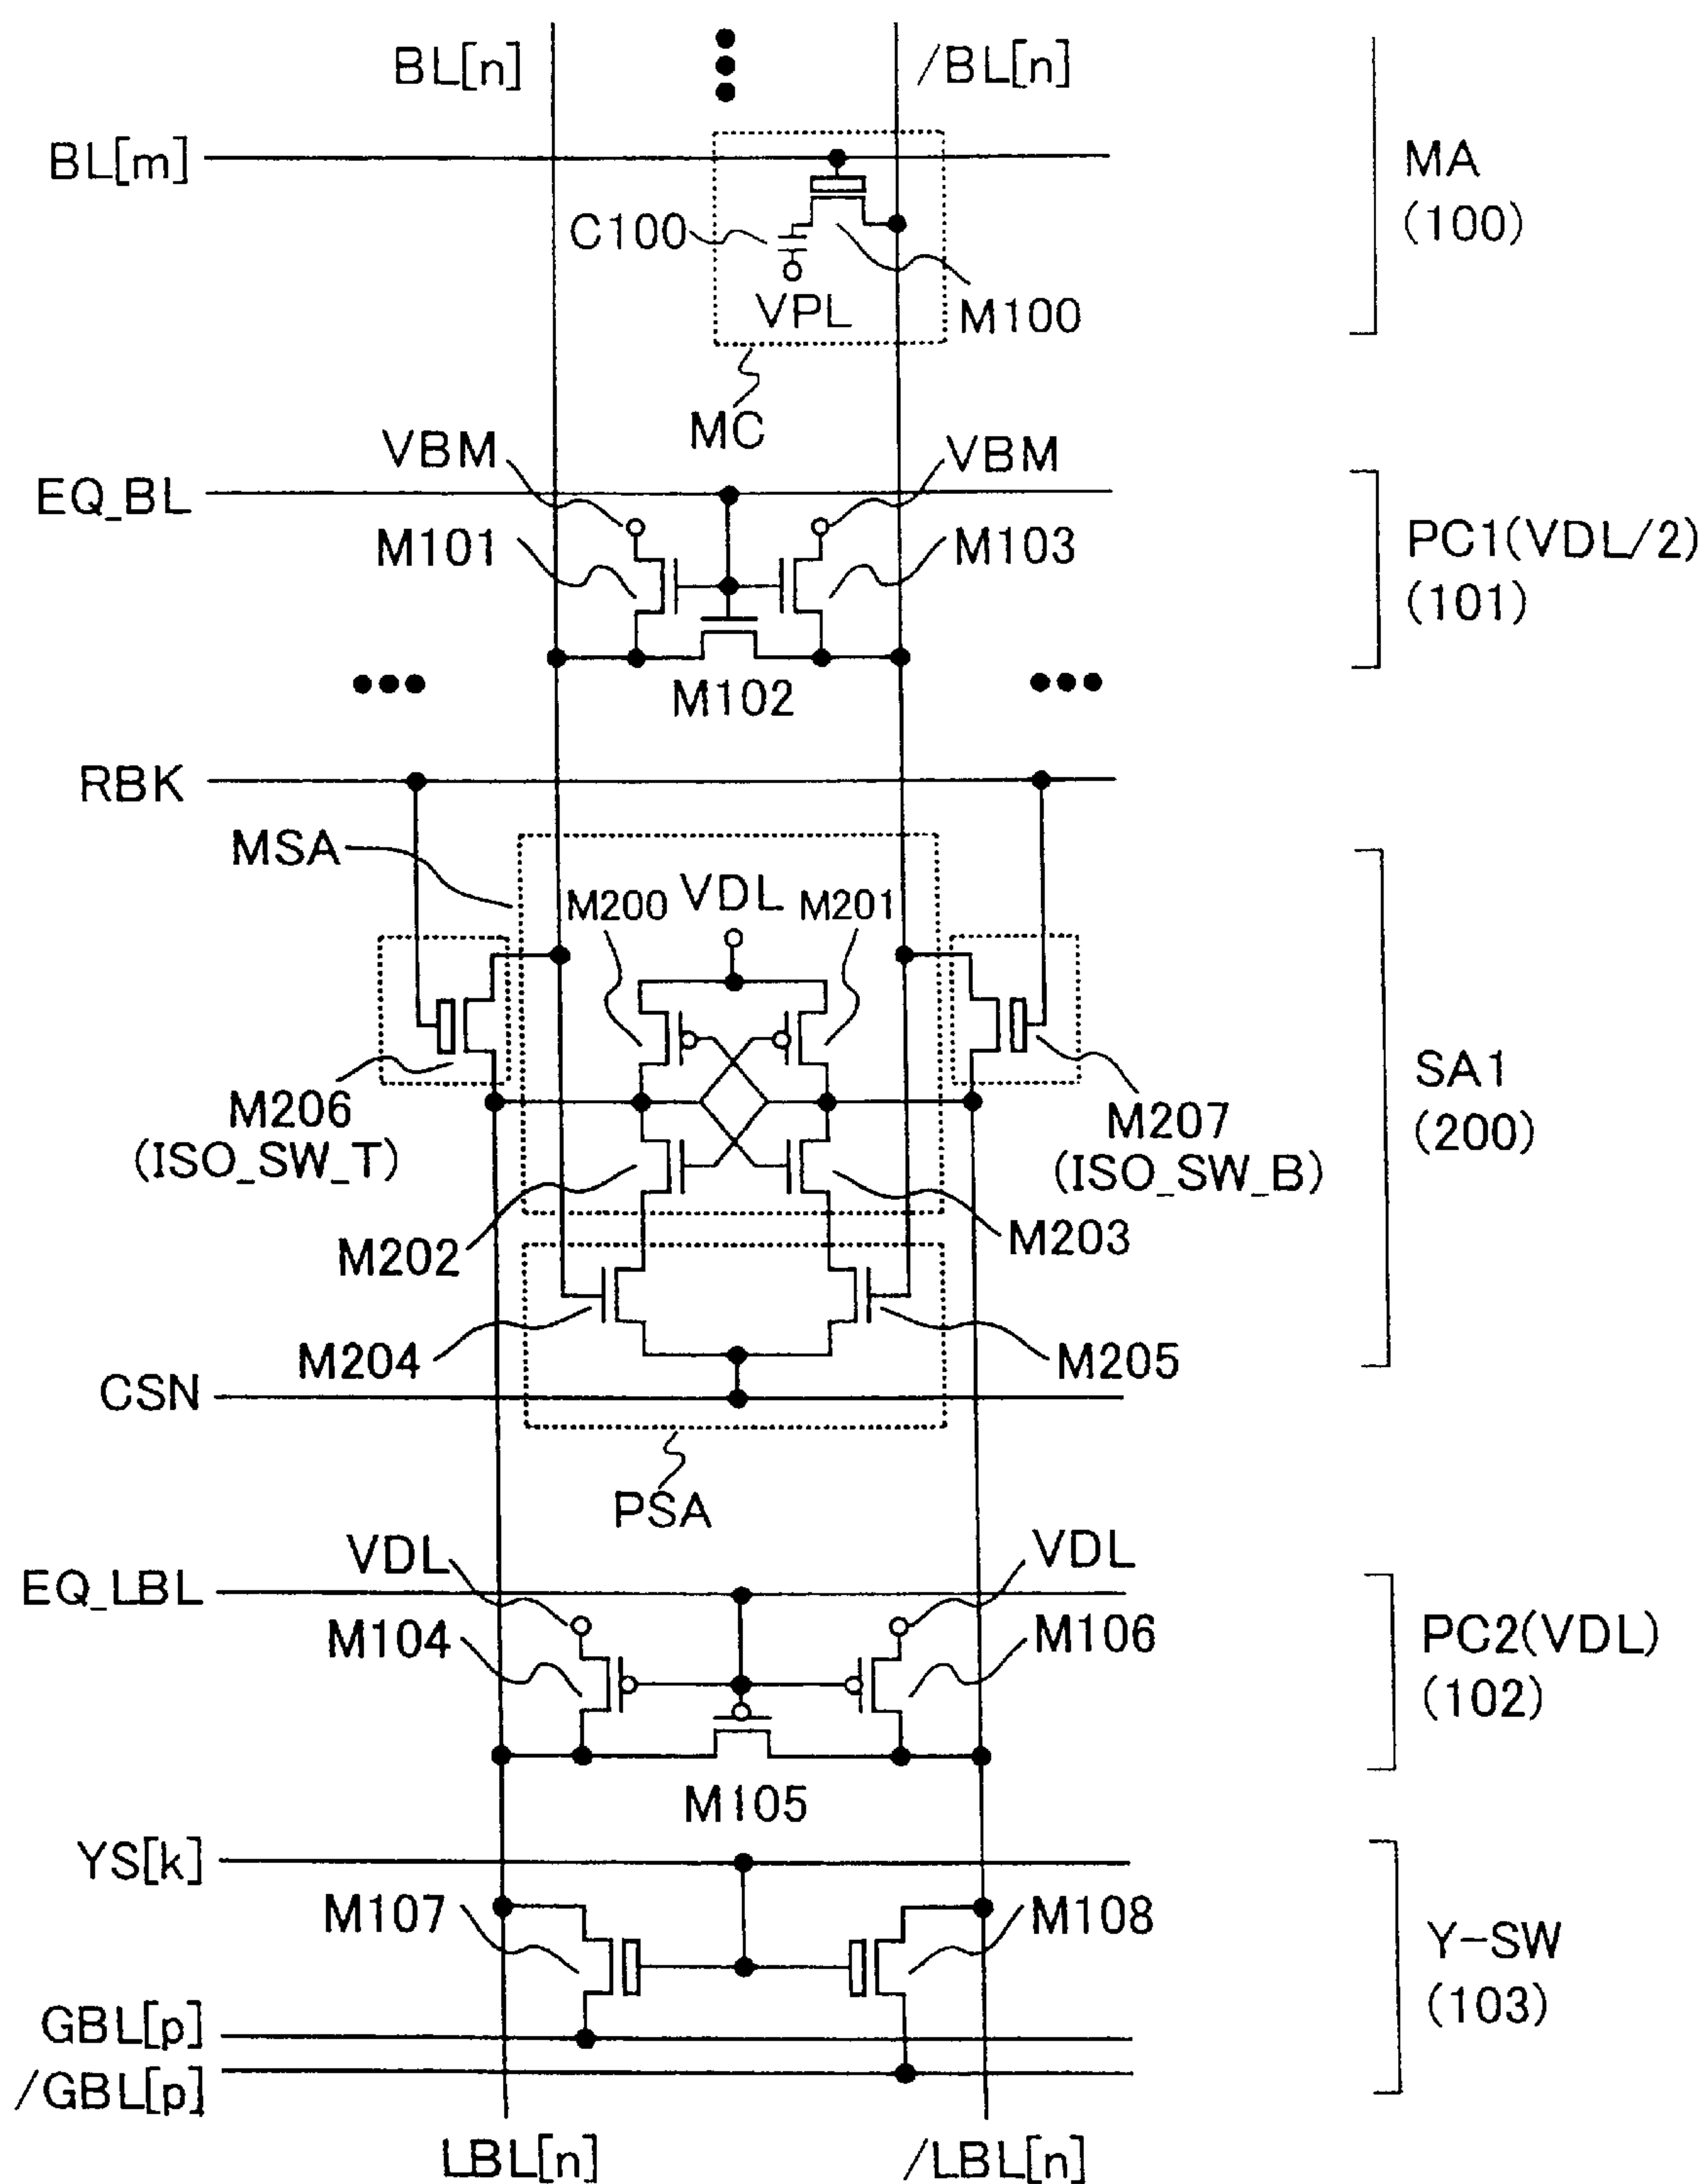 BL[n]
/BL[n]
BL[m]
MA
(100)
C100
VPL
M100
MC
VBM
VBM
EQ_BL
M101
M103
PC1(VDL/2)
(101)
M102
RBK
MSA
VDL
M200
M201
M206
(ISO_SW_T)
M207
(ISO_SW_B)
SA1
(200)
M202
M203
M204
M205
CSN
PSA
VDL
VDL
EQ_LBL
M104
M106
PC2(VDL)
(102)
M105
YS[k]
M107
M108
Y-SW
(103)
GBL[p]
/GBL[p]
LBL[n]
/LBL[n]